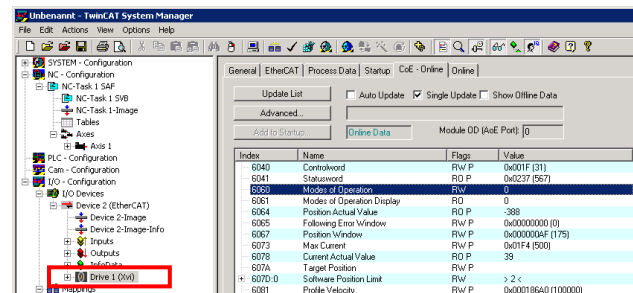 Unbenannt - TwinCAT System Manager
File Edit Actions View Options Help
SYSTEM - Configuration
NC - Configuration
NC-Task 1 SAF
NC-Task 1 SVB
NC-Task 1-Image
Tables
Axes
Axis 1
PLC - Configuration
Cam - Configuration
I/O - Configuration
I/O Devices
Device 2 (EtherCAT)
Device 2-Image
Device 2-Image-Info
Inputs
Outputs
InfoData
Drive 1 (Xvi)
Mappings
General EtherCAT Process Data Startup CoE - Online Online
Update List Auto Update Single Update Show Offline Data
Advanced...
Add to Startup... Online Data Module OD (AoE Port): 0
Index Name Flags Value
6040 Controlword RW P 0x001F (31)
6041 Statusword RO P 0x0237 (567)
6060 Modes of Operation RW 0
6061 Modes of Operation Display RO 0
6064 Position Actual Value RO P -388
6065 Following Error Window RW P 0x00000000 (0)
6067 Position Window RW P 0x000000AF (175)
6073 Max Current RW P 0x01F4 (500)
6078 Current Actual Value RO P 39
607A Target Position RW P
607D:0 Software Position Limit RW > 2 <
6081 Profile Velocity RW P 0x000186A0 (100000)